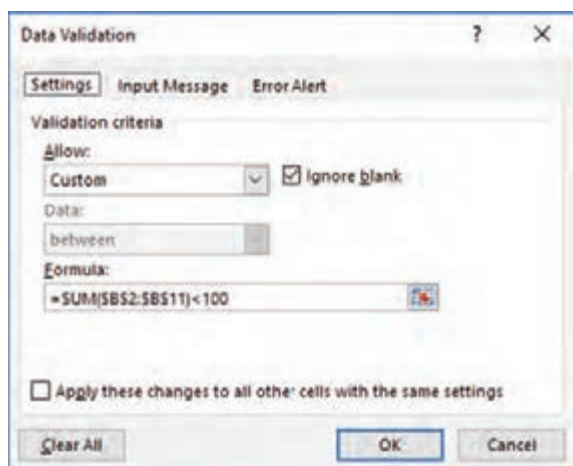 Data Validation ? ×
Settings Input Message Error Alert
Validation criteria
Allow:
Custom Ignore blank
Data:
between
Formula:
=SUM($B$2:$B$11)<100
Apply these changes to all other cells with the same settings
Clear All OK Cancel